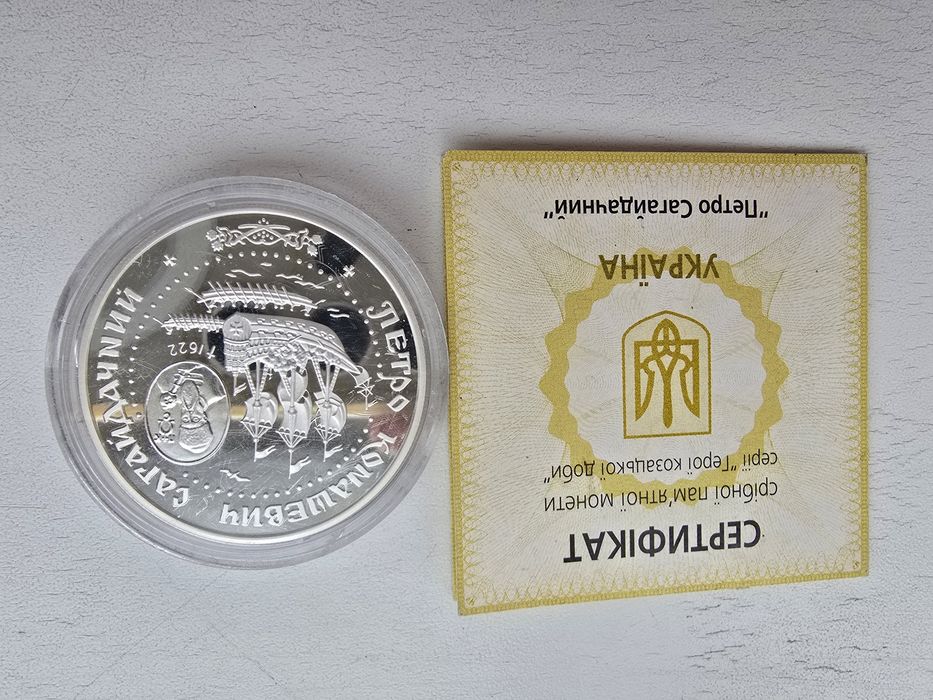 СЕРТИФІКАТ
срібної пам'ятної монети
серії "Герої козацької доби"
УКРАЇНА
"Петро Сагайдачний"
ПЕТРО КОНАШЕВИЧ САГАЙДАЧНИЙ
†1622